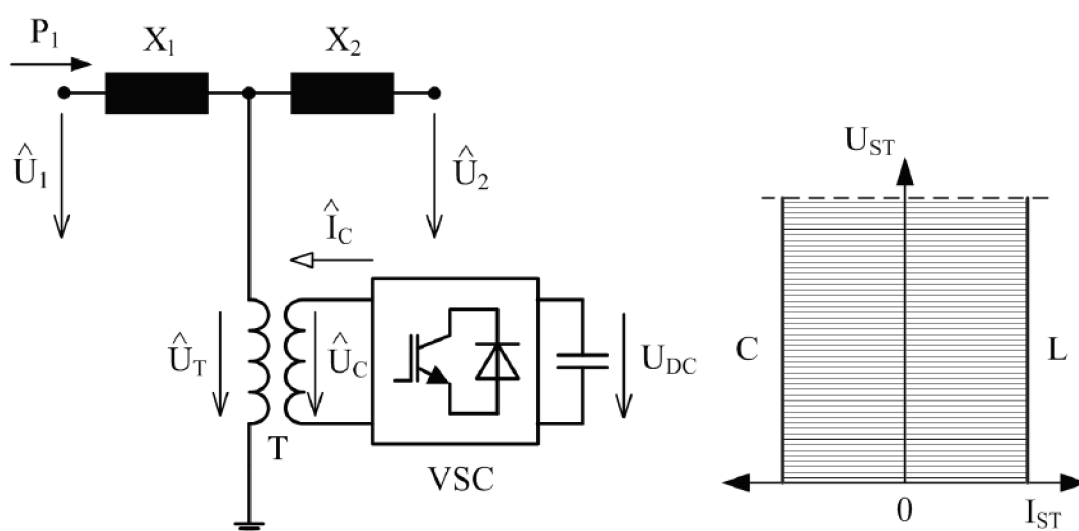 P₁
X₁
X₂
Û₁
Û₂
Î_C
Û_T
Û_C
U_DC
T
VSC
U_ST
C
L
0
I_ST